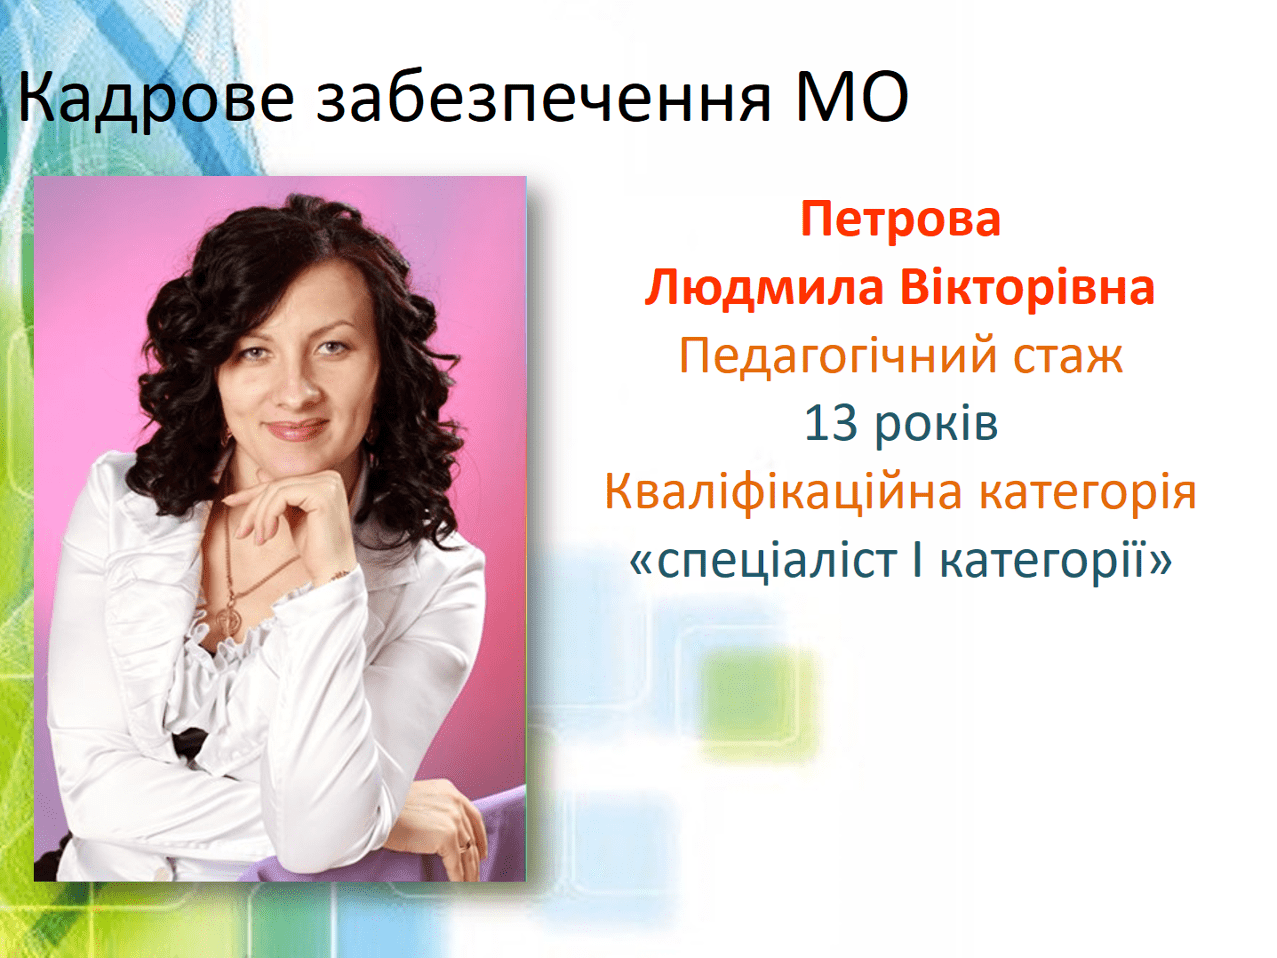 Кадрове забезпечення МО
Петрова
Людмила Вікторівна
Педагогічний стаж
13 років
Кваліфікаційна категорія
«спеціаліст І категорії»